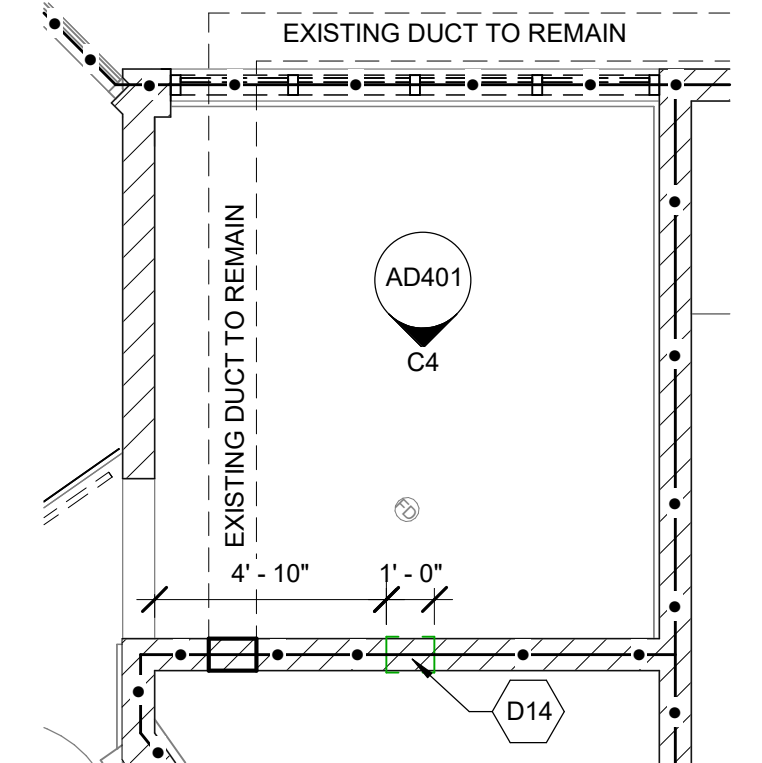 EXISTING DUCT TO REMAIN
EXISTING DUCT TO REMAIN
AD401
C4
FD
4' - 10"
1' - 0"
D14